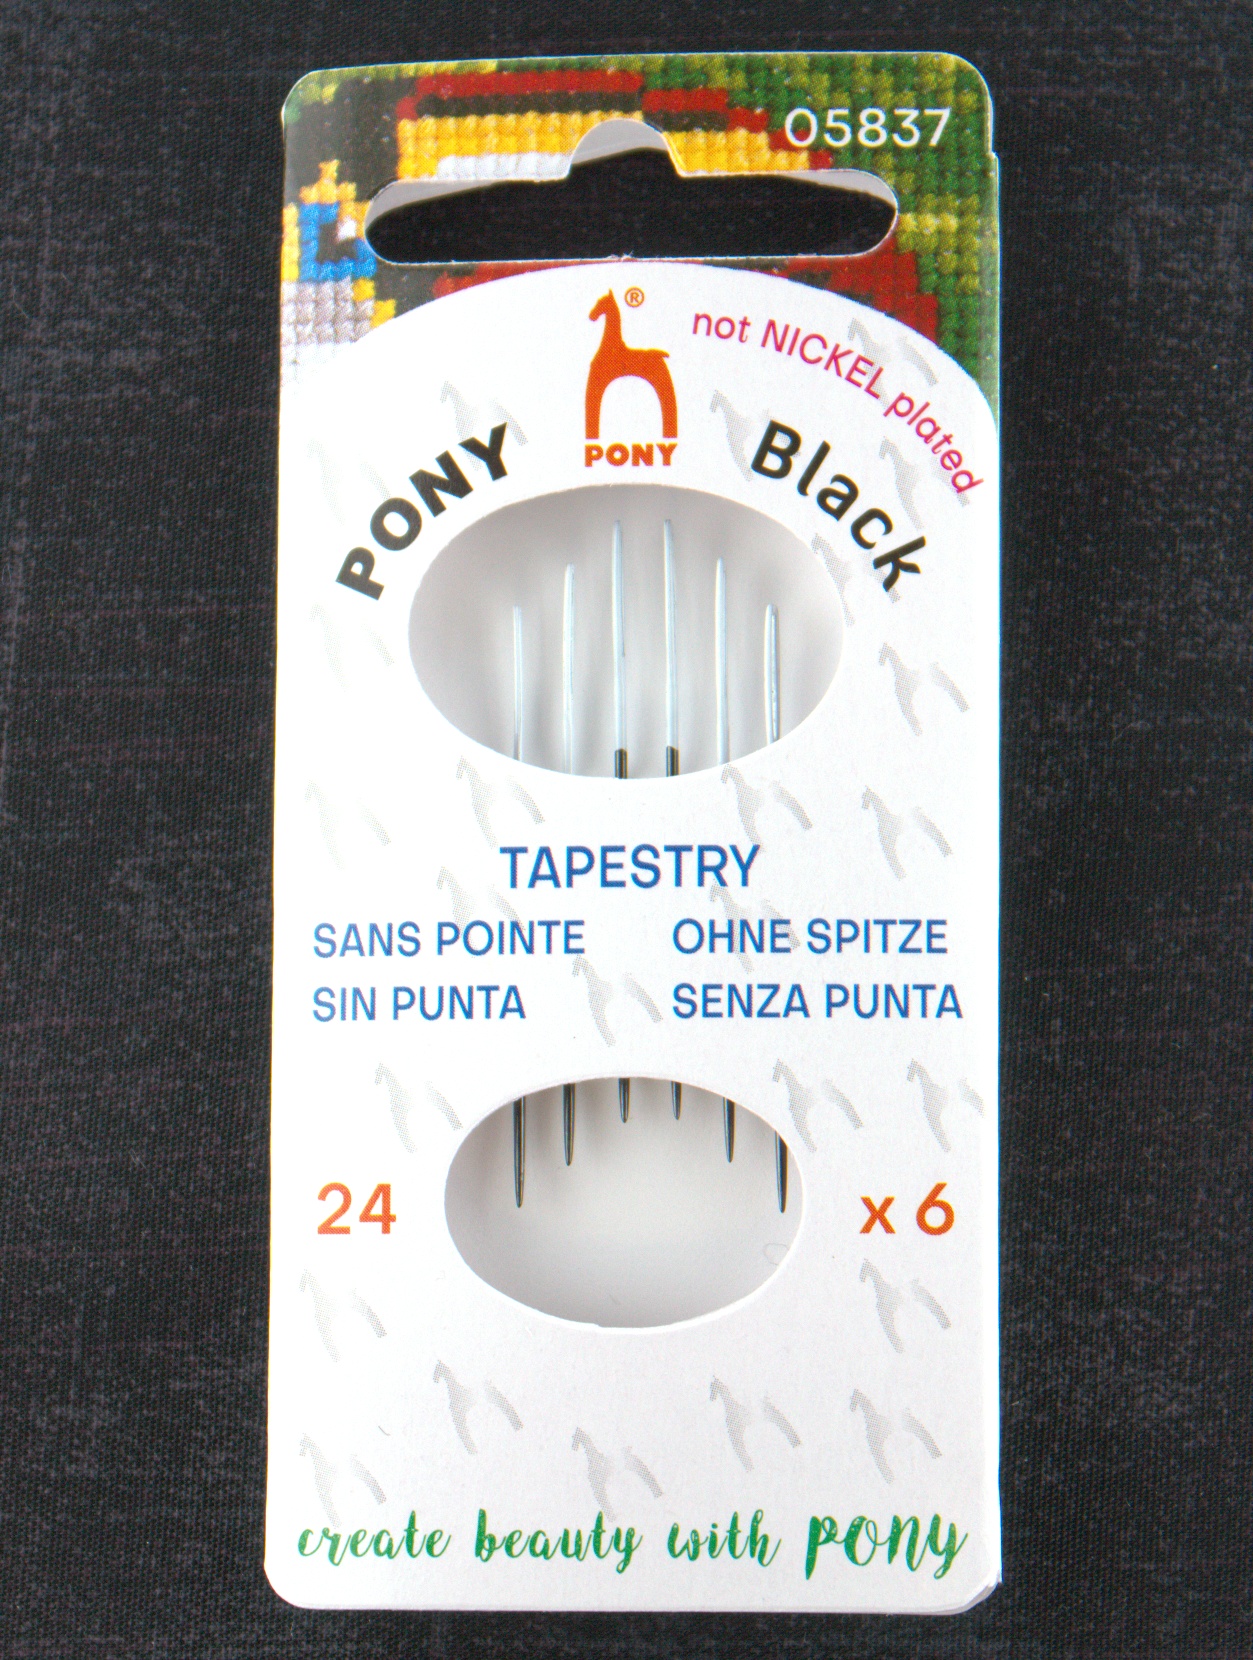 05837
®
PONY
not NICKEL plated
PONY Black
TAPESTRY
SANS POINTE OHNE SPITZE
SIN PUNTA SENZA PUNTA
24 x 6
create beauty with PONY